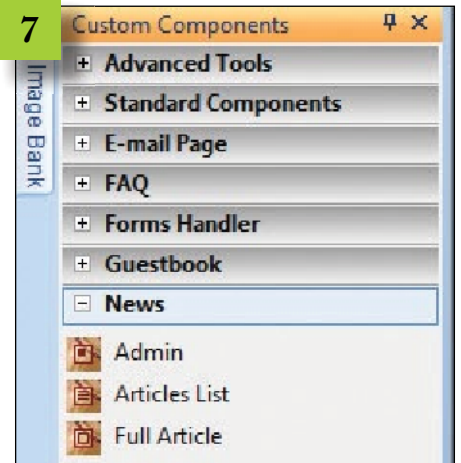 7
Custom Components
Image Bank
Advanced Tools
Standard Components
E-mail Page
FAQ
Forms Handler
Guestbook
News
Admin
Articles List
Full Article